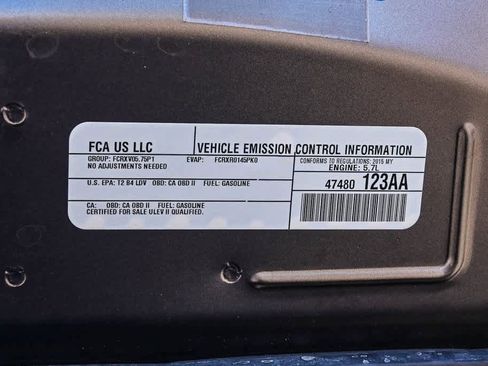 FCA US LLC
VEHICLE EMISSION CONTROL INFORMATION
GROUP: FCRXV05.75P1 EVAP: FCRXR0145PK0
NO ADJUSTMENTS NEEDED
CONFORMS TO REGULATIONS: 2015 MY
ENGINE: 5.7L
U.S. EPA: T2 B4 LDV OBD: CA OBD II FUEL: GASOLINE
47480 123AA
CA: OBD: CA OBD II FUEL: GASOLINE
CERTIFIED FOR SALE ULEV II QUALIFIED.